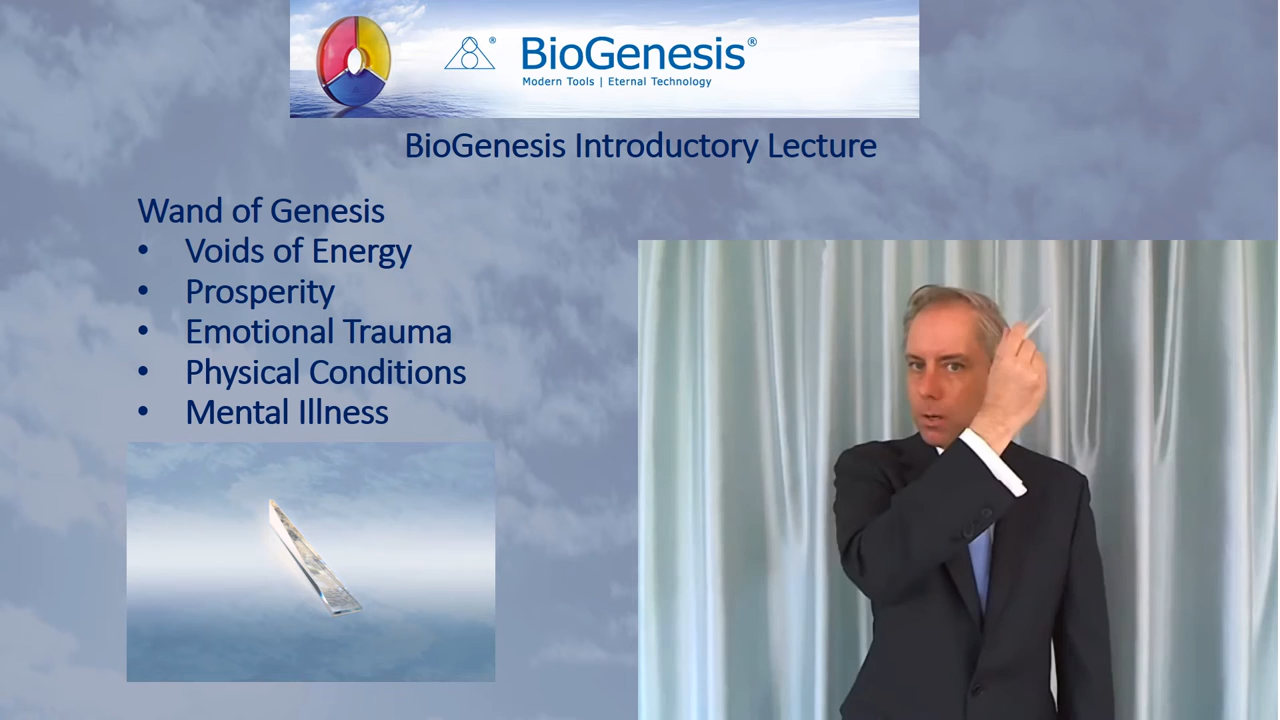 BioGenesis®
Modern Tools | Eternal Technology
BioGenesis Introductory Lecture
Wand of Genesis
• Voids of Energy
• Prosperity
• Emotional Trauma
• Physical Conditions
• Mental Illness